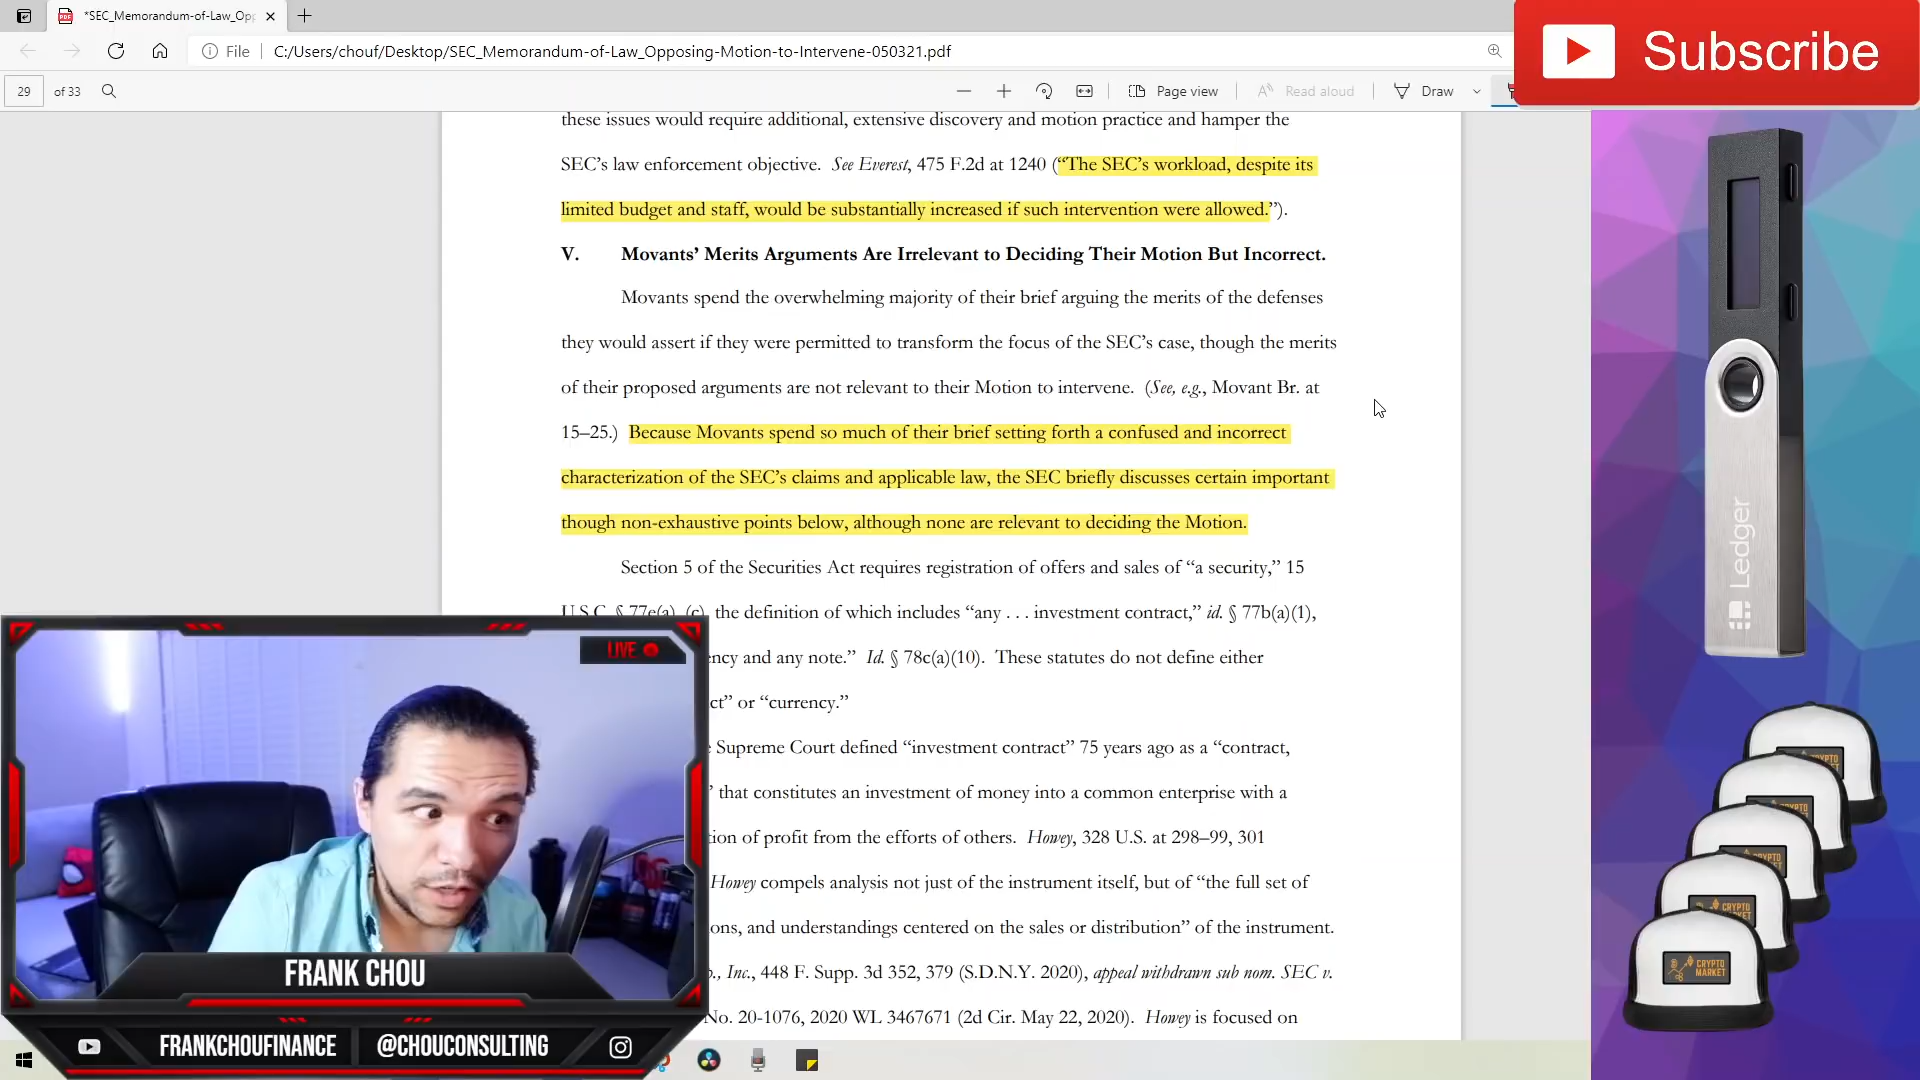 *SEC_Memorandum-of-Law_Op
File
C:/Users/chouf/Desktop/SEC_Memorandum-of-Law_Opposing-Motion-to-Intervene-050321.pdf
Subscribe
29 of 33
Page view
Read aloud
Draw
these issues would require additional, extensive discovery and motion practice and hamper the
SEC’s law enforcement objective. See Everest, 475 F.2d at 1240 (“The SEC’s workload, despite its
limited budget and staff, would be substantially increased if such intervention were allowed.”).
V. Movants’ Merits Arguments Are Irrelevant to Deciding Their Motion But Incorrect.
Movants spend the overwhelming majority of their brief arguing the merits of the defenses
they would assert if they were permitted to transform the focus of the SEC’s case, though the merits
of their proposed arguments are not relevant to their Motion to intervene. (See, e.g., Movant Br. at
15–25.) Because Movants spend so much of their brief setting forth a confused and incorrect
characterization of the SEC’s claims and applicable law, the SEC briefly discusses certain important
though non-exhaustive points below, although none are relevant to deciding the Motion.
Section 5 of the Securities Act requires registration of offers and sales of “a security,” 15
U.S.C. § 77e(a), (c), the definition of which includes “any . . . investment contract,” id. § 77b(a)(1),
ncy and any note.” Id. § 78c(a)(10). These statutes do not define either
ct” or “currency.”
e Supreme Court defined “investment contract” 75 years ago as a “contract,
’ that constitutes an investment of money into a common enterprise with a
tion of profit from the efforts of others. Howey, 328 U.S. at 298–99, 301
Howey compels analysis not just of the instrument itself, but of “the full set of
ons, and understandings centered on the sales or distribution” of the instrument.
p., Inc., 448 F. Supp. 3d 352, 379 (S.D.N.Y. 2020), appeal withdrawn sub nom. SEC v.
No. 20-1076, 2020 WL 3467671 (2d Cir. May 22, 2020). Howey is focused on
LIVE
FRANK CHOU
FRANKCHOUFINANCE
@CHOUCONSULTING
Ledger
CRYPTO
MARKET